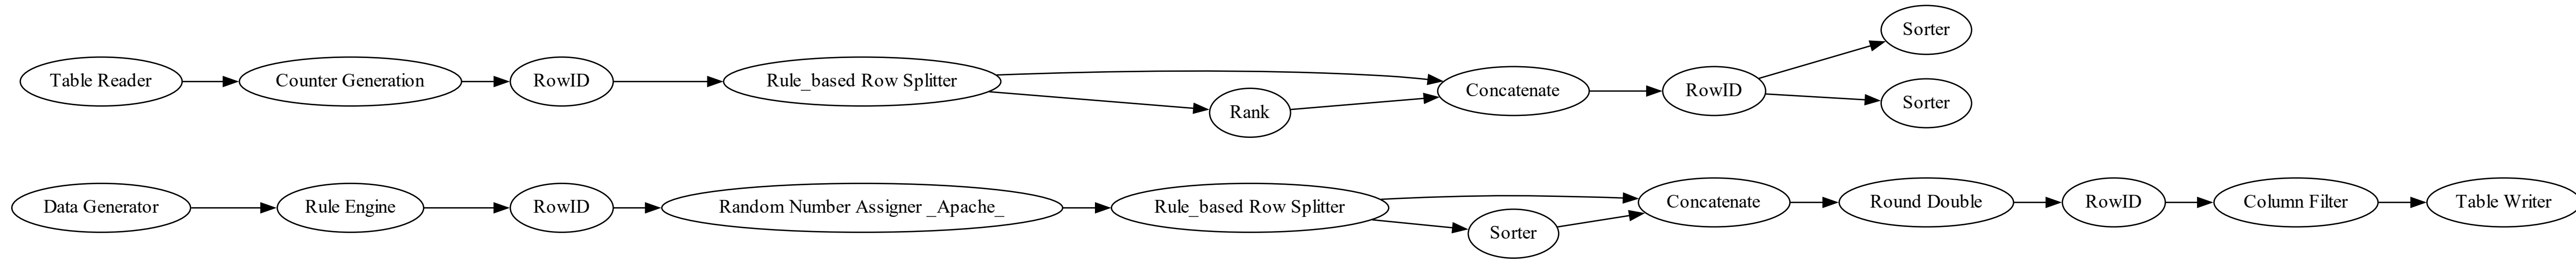 Sorter
Table Reader
Counter Generation
RowID
Rule_based Row Splitter
Concatenate
RowID
Sorter
Rank
Data Generator
Rule Engine
RowID
Random Number Assigner _Apache_
Rule_based Row Splitter
Concatenate
Round Double
RowID
Column Filter
Table Writer
Sorter